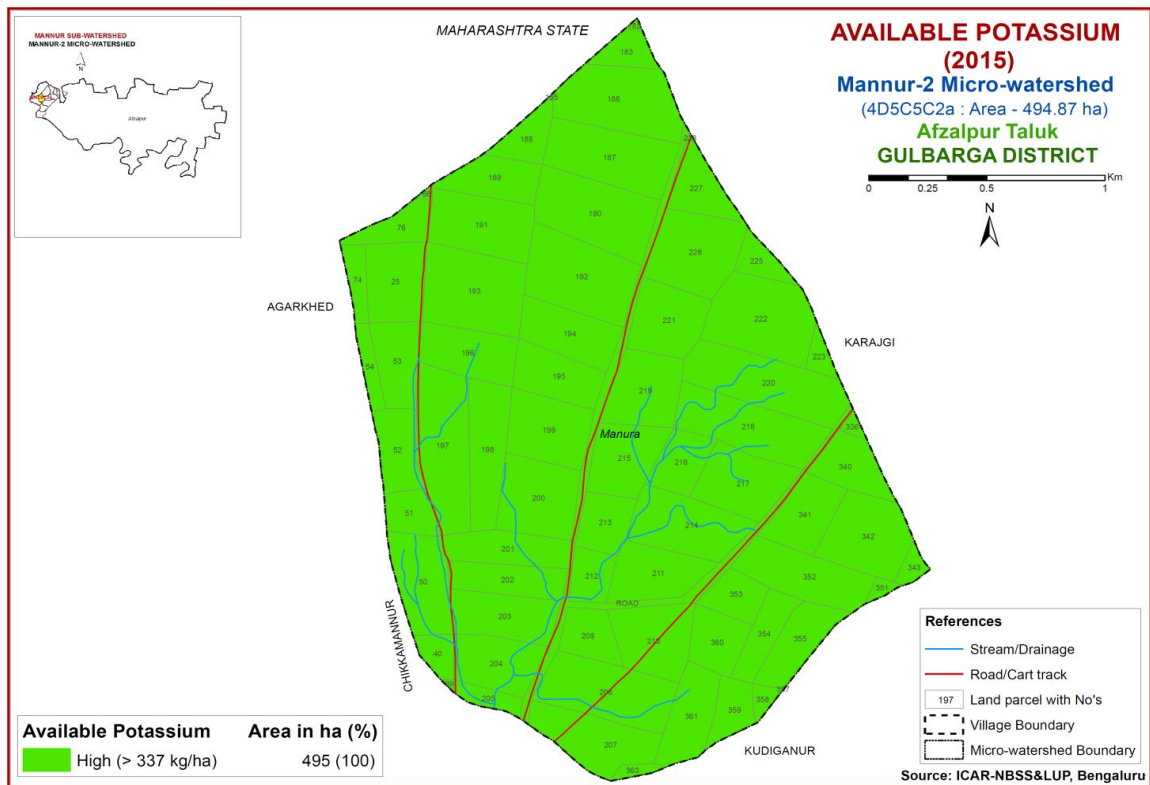 MANNUR SUB-WATERSHED
MANNUR-2 MICRO-WATERSHED
N
Afzalpur
MAHARASHTRA STATE
AVAILABLE POTASSIUM
(2015)
Mannur-2 Micro-watershed
(4D5C5C2a : Area - 494.87 ha)
Afzalpur Taluk
GULBARGA DISTRICT
Km
0 0.25 0.5 1
N
183
186
188
187
189
227
190
76
191
226
225
74
25
192
193
221
222
194
223
KARAJGI
AGARKHED
53
196
54
195
220
219
199
Manura
218
336
52
197
198
215
216
340
217
200
51
213
214
341
342
201
343
212
211
352
50
202
351
ROAD
353
203
209
210
360
354
355
CHIKKAMANNUR
40
204
205
206
361
359
358
207
363
KUDIGANUR
Available Potassium Area in ha (%)
High (> 337 kg/ha) 495 (100)
References
Stream/Drainage
Road/Cart track
197 Land parcel with No's
Village Boundary
Micro-watershed Boundary
Source: ICAR-NBSS&LUP, Bengaluru